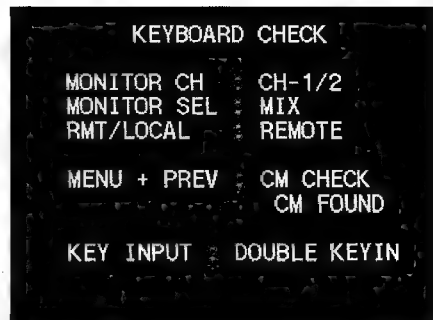 KEYBOARD CHECK
MONITOR CH : CH-1/2
MONITOR SEL : MIX
RMT/LOCAL : REMOTE
MENU + PREV : CM CHECK
CM FOUND
KEY INPUT : DOUBLE KEYIN